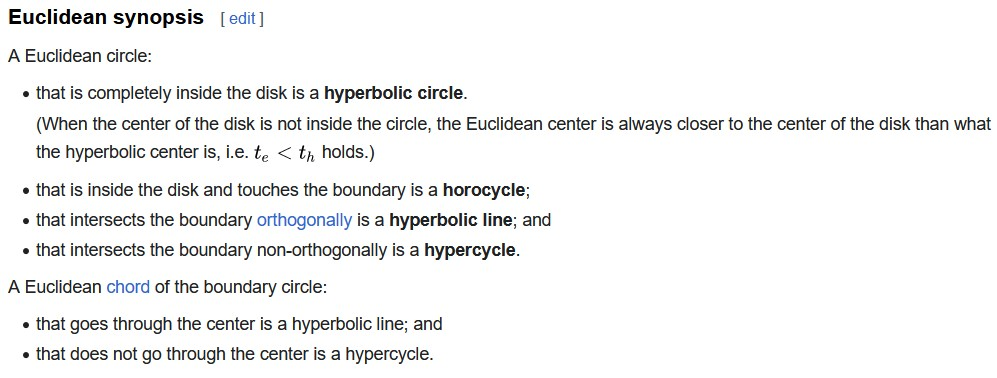 Euclidean synopsis [ edit ]
A Euclidean circle:
• that is completely inside the disk is a hyperbolic circle.
(When the center of the disk is not inside the circle, the Euclidean center is always closer to the center of the disk than what
the hyperbolic center is, i.e. tₑ < tₕ holds.)
• that is inside the disk and touches the boundary is a horocycle;
• that intersects the boundary orthogonally is a hyperbolic line; and
• that intersects the boundary non-orthogonally is a hypercycle.
A Euclidean chord of the boundary circle:
• that goes through the center is a hyperbolic line; and
• that does not go through the center is a hypercycle.